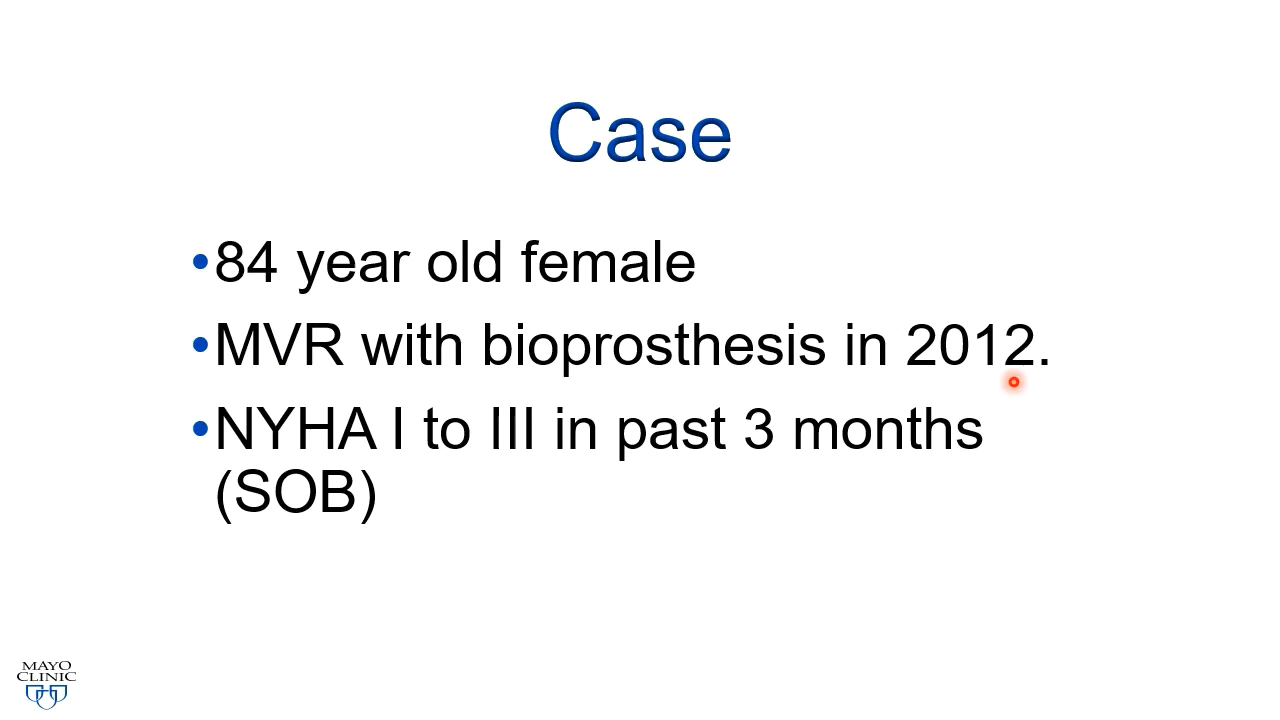 Case
•84 year old female
•MVR with bioprosthesis in 2012.
•NYHA I to III in past 3 months
(SOB)
MAYO
CLINIC